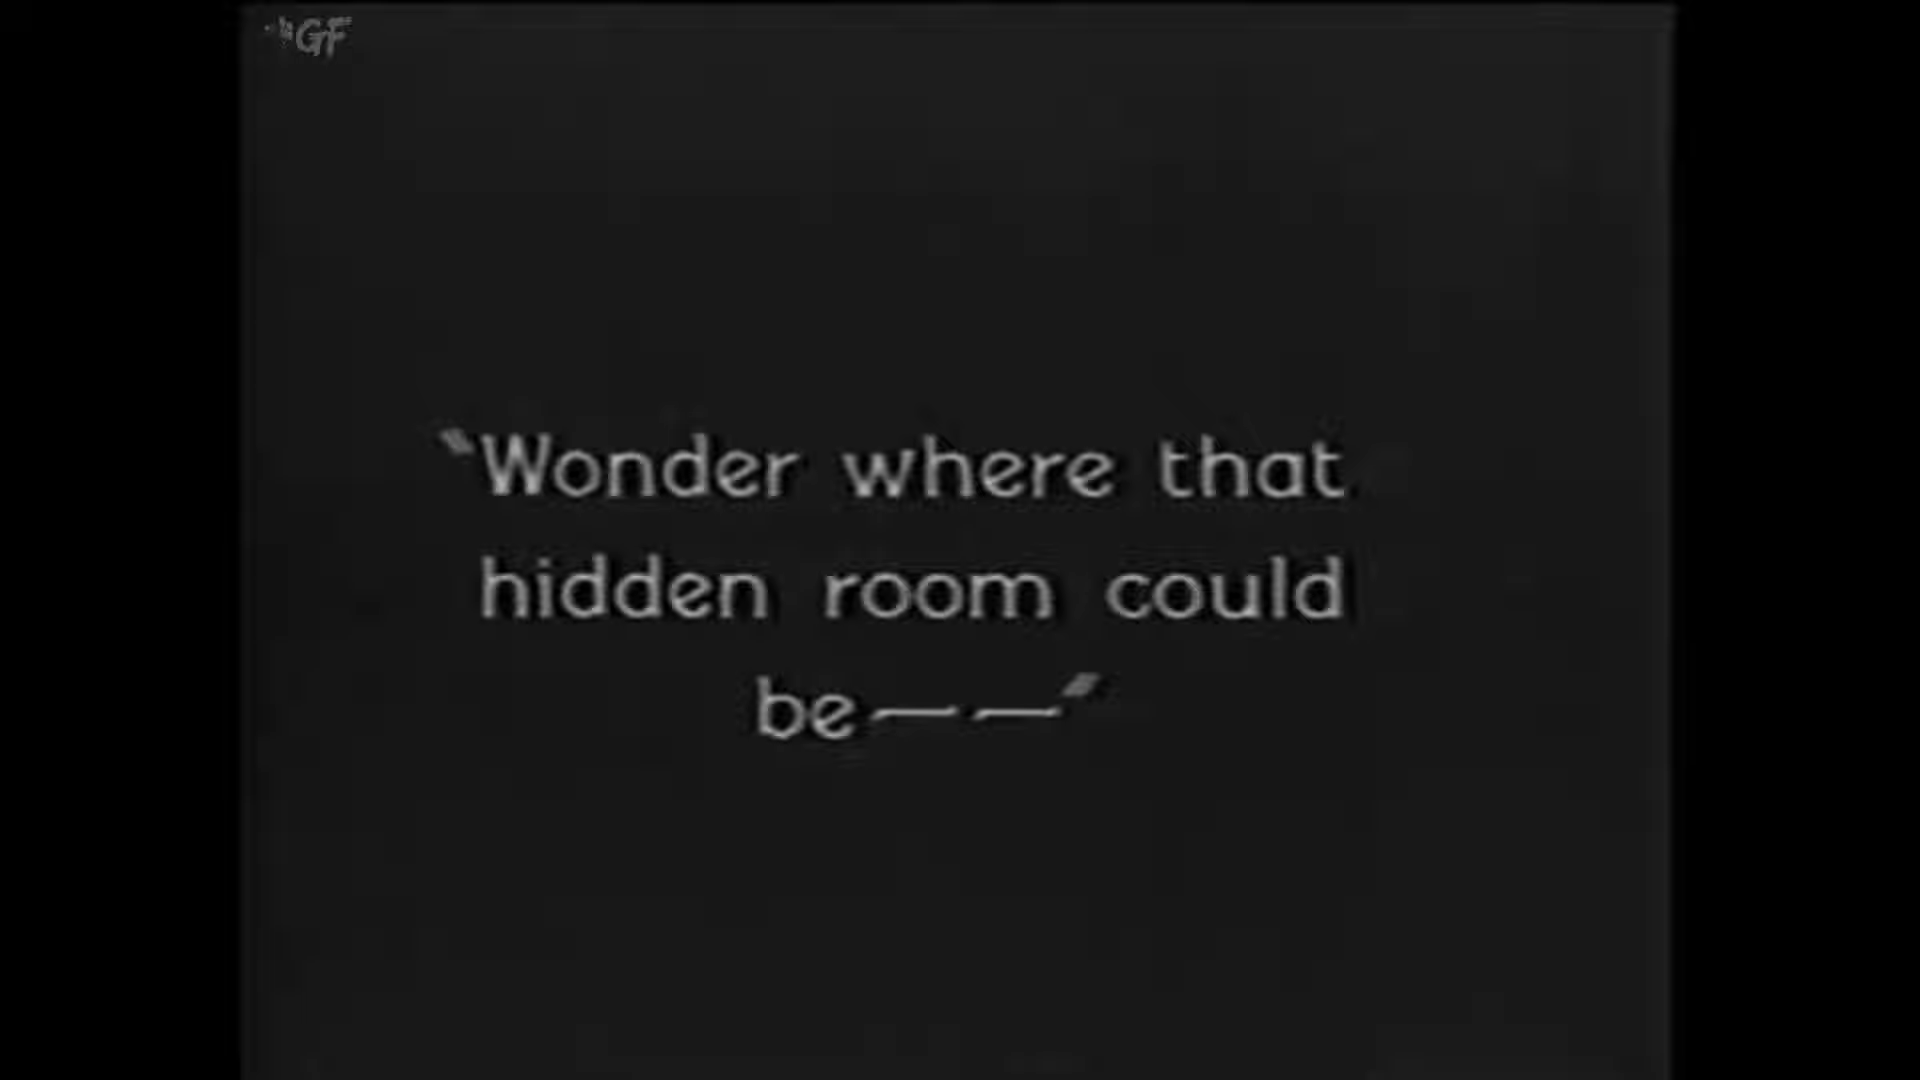 GF
"Wonder where that
hidden room could
be — —"